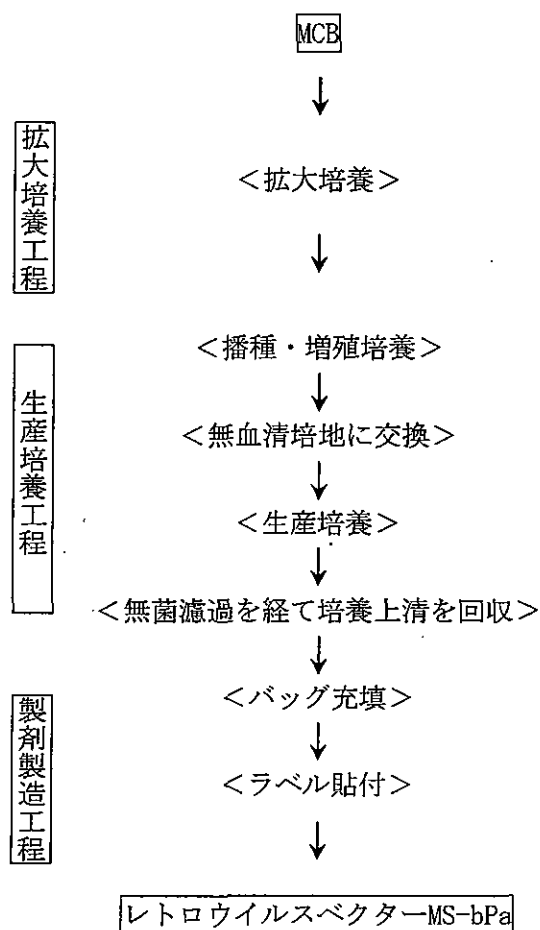 MCB
↓
拡大培養工程
＜拡大培養＞
↓
生産培養工程
＜播種・増殖培養＞
↓
＜無血清培地に交換＞
↓
＜生産培養＞
↓
＜無菌濾過を経て培養上清を回収＞
↓
製剤製造工程
＜バッグ充填＞
↓
＜ラベル貼付＞
↓
レトロウイルスベクターMS-bPa